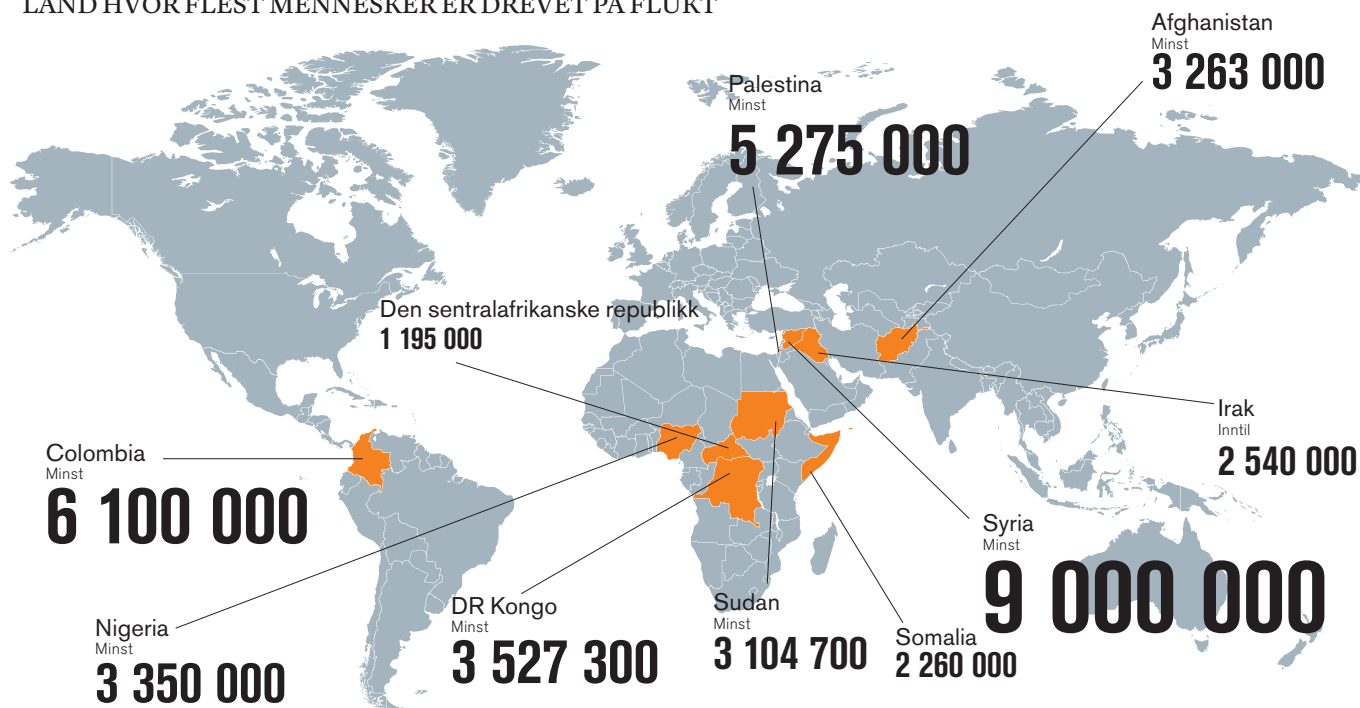 LAND HVOR FLEST MENNESKER ER DREVET PÅ FLUKT
Afghanistan
Minst
3 263 000
Palestina
Minst
5 275 000
Den sentralafrikanske republikk
1 195 000
Irak
Inntil
2 540 000
Colombia
Minst
6 100 000
Syria
Minst
9 000 000
DR Kongo
Minst
3 527 300
Sudan
Minst
3 104 700
Somalia
2 260 000
Nigeria
Minst
3 350 000